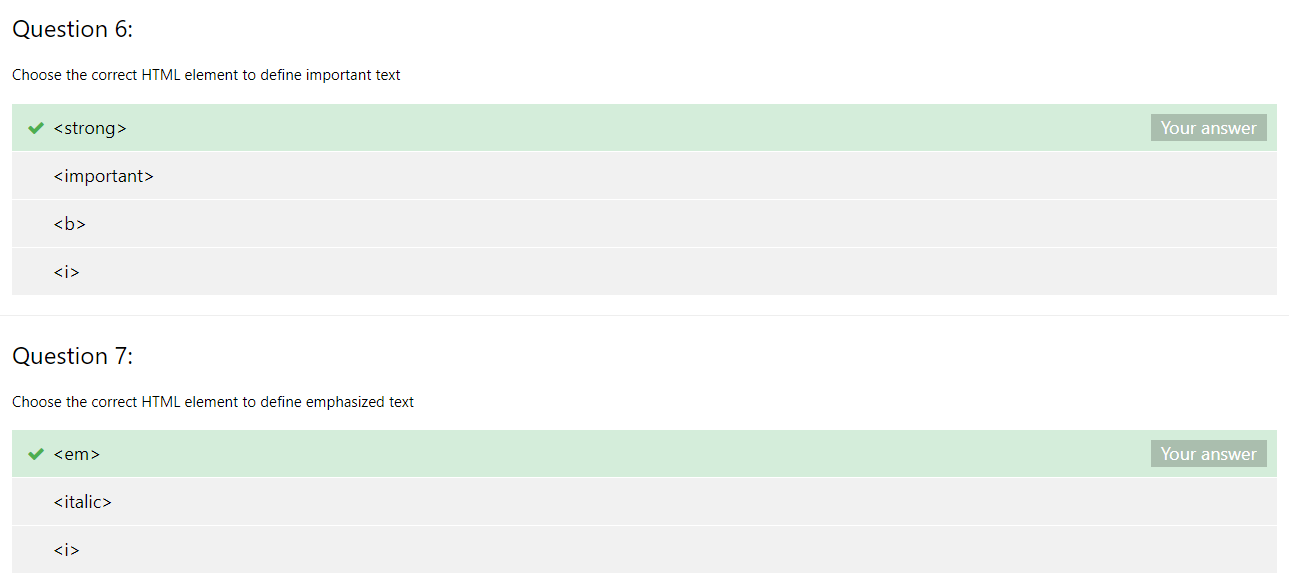 Question 6:
Choose the correct HTML element to define important text
<strong> Your answer
<important>
<b>
<i>
Question 7:
Choose the correct HTML element to define emphasized text
<em> Your answer
<italic>
<i>